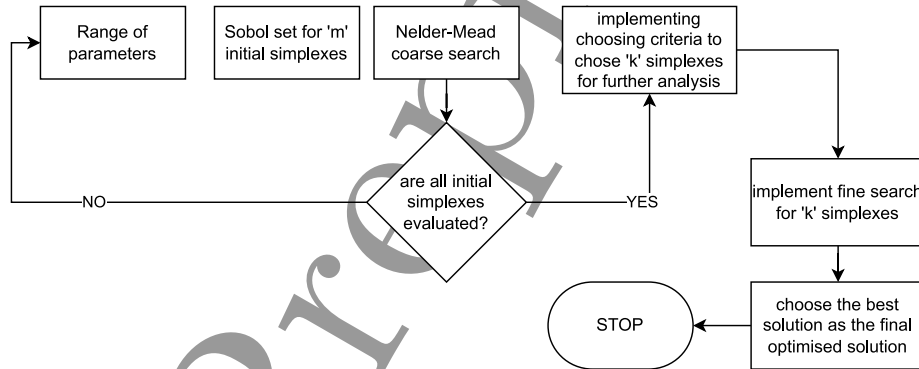 Range of
parameters
Sobol set for 'm'
initial simplexes
Nelder-Mead
coarse search
implementing
choosing criteria to
chose 'k' simplexes
for further analysis
are all initial
simplexes
evaluated?
NO
YES
implement fine search
for 'k' simplexes
choose the best
solution as the final
optimised solution
STOP
Prepr